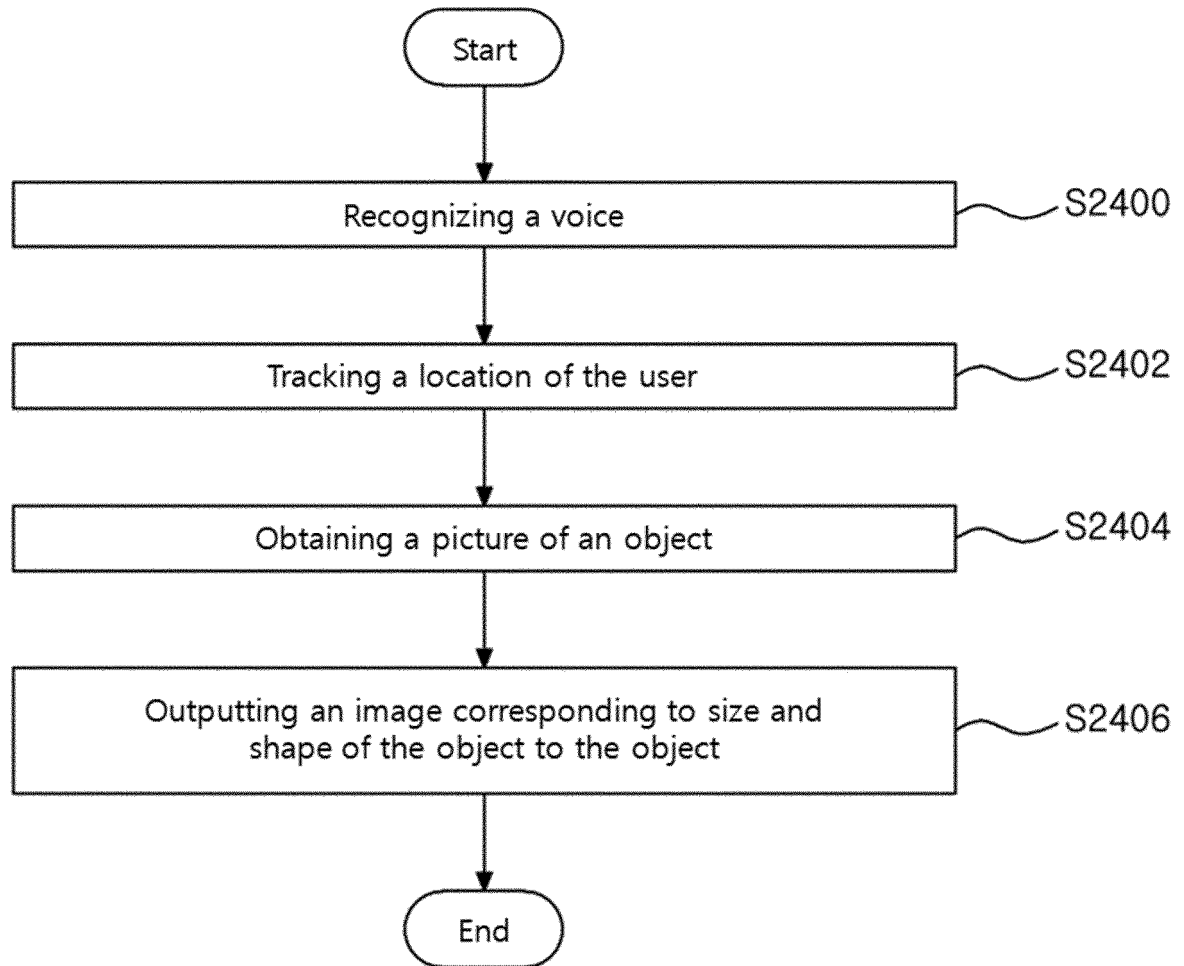 Start
Recognizing a voice
S2400
Tracking a location of the user
S2402
Obtaining a picture of an object
S2404
Outputting an image corresponding to size and
shape of the object to the object
S2406
End